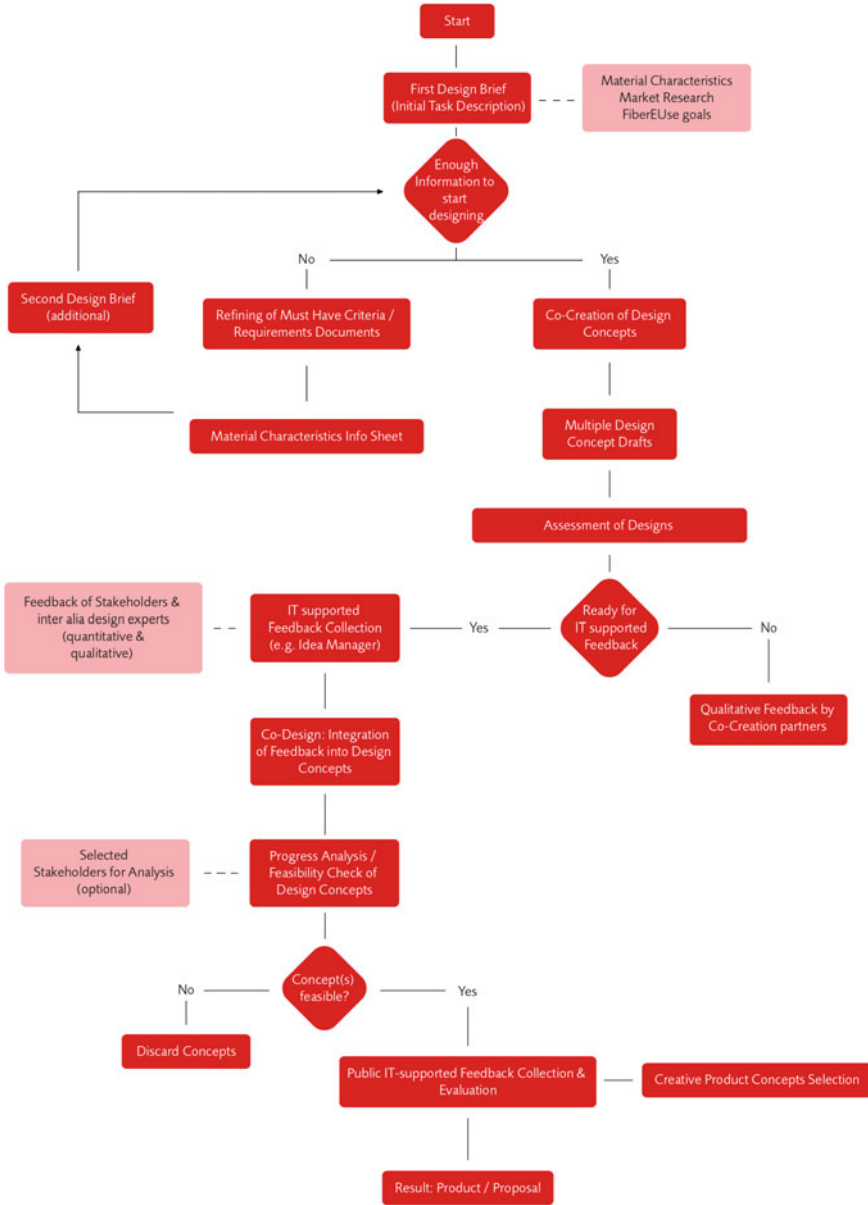 Start
First Design Brief
(Initial Task Description)
Material Characteristics
Market Research
FiberEUse goals
Enough
Information to
start
designing
No
Yes
Second Design Brief
(additional)
Refining of Must Have Criteria /
Requirements Documents
Co-Creation of Design
Concepts
Material Characteristics Info Sheet
Multiple Design
Concept Drafts
Assessment of Designs
Feedback of Stakeholders &
inter alia design experts
(quantitative &
qualitative)
IT supported
Feedback Collection
(e.g. Idea Manager)
Yes
Ready for
IT supported
Feedback
No
Qualitative Feedback by
Co-Creation partners
Co-Design: Integration
of Feedback into Design
Concepts
Selected
Stakeholders for Analysis
(optional)
Progress Analysis /
Feasibility Check of
Design Concepts
Concept(s)
feasible?
No
Yes
Discard Concepts
Public IT-supported Feedback Collection &
Evaluation
Creative Product Concepts Selection
Result: Product / Proposal